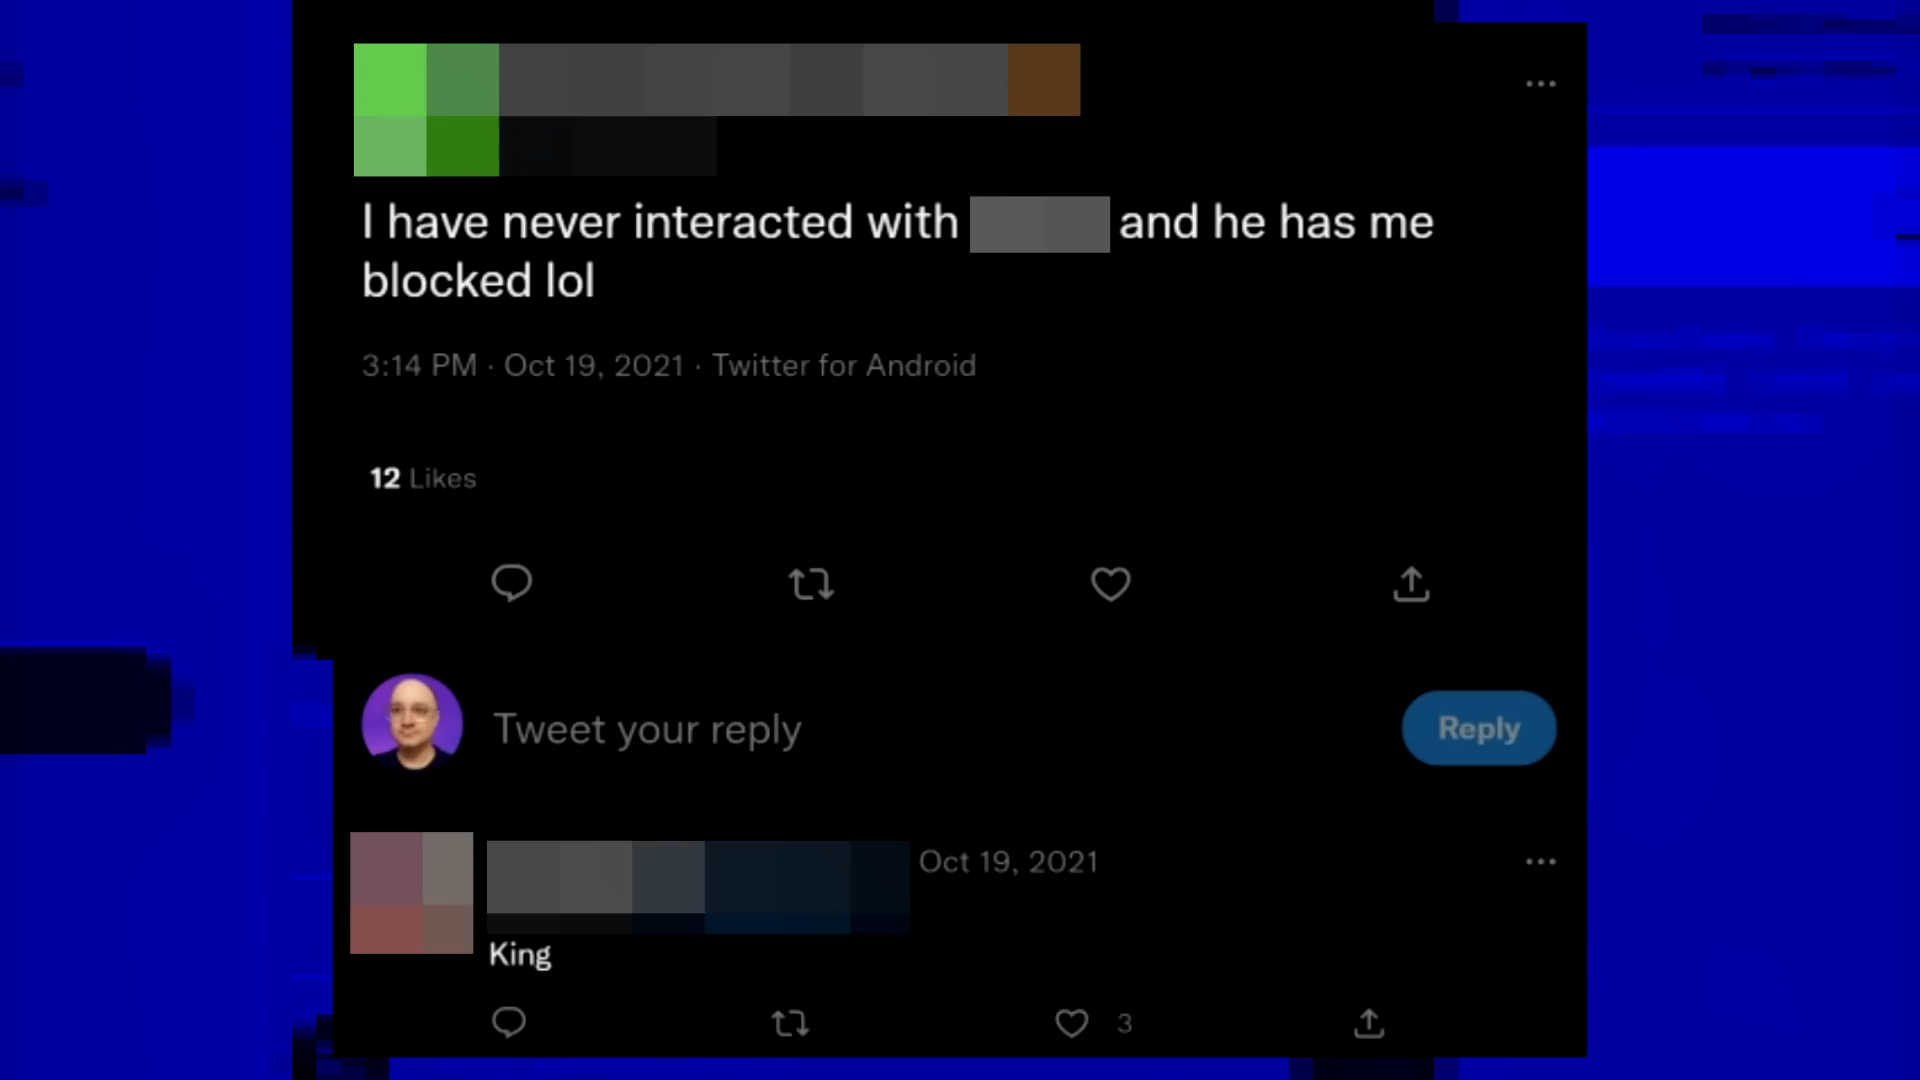 I have never interacted with and he has me
blocked lol
3:14 PM · Oct 19, 2021 · Twitter for Android
12 Likes
Tweet your reply
Reply
Oct 19, 2021
King
3